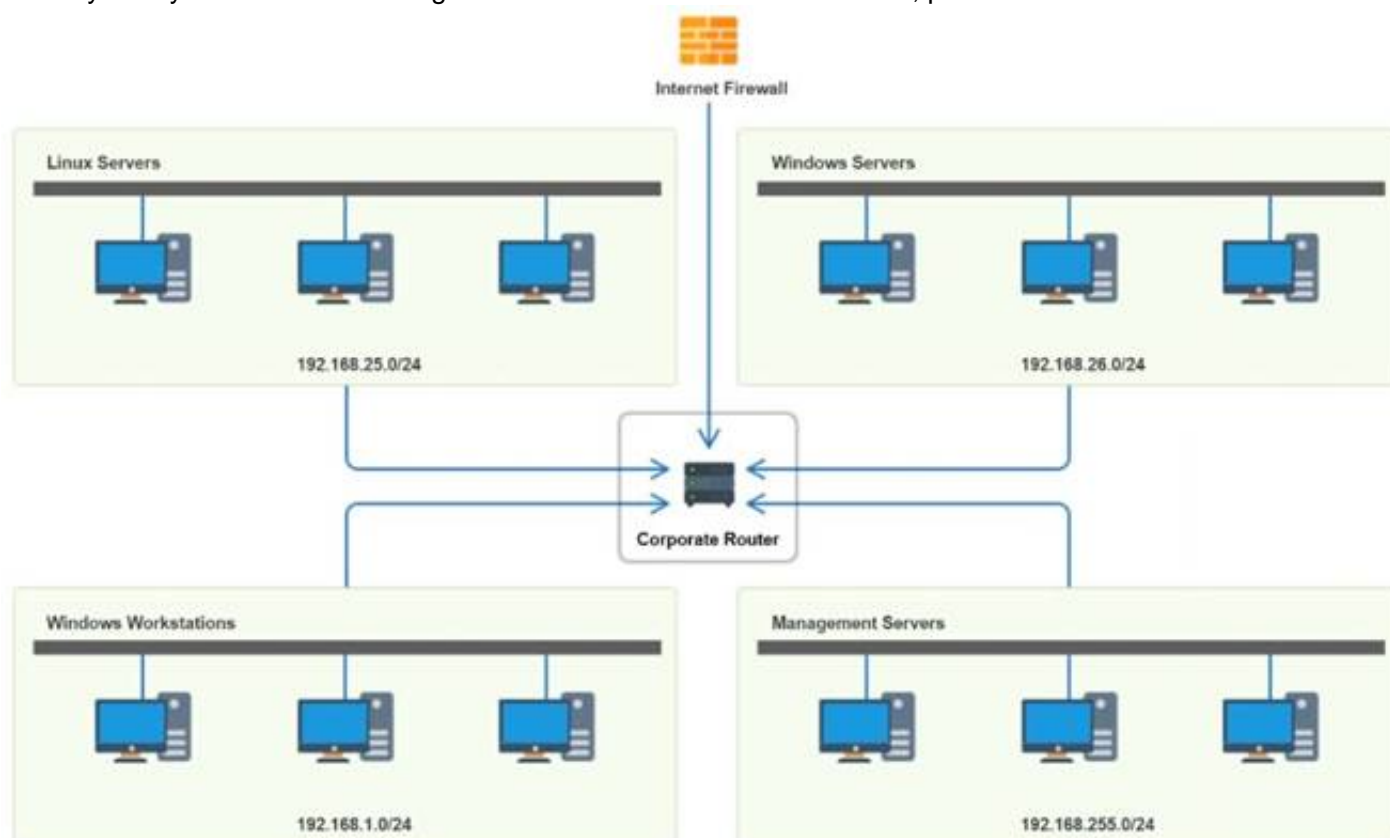 Internet Firewall
Linux Servers
192.168.25.0/24
Windows Servers
192.168.26.0/24
Corporate Router
Windows Workstations
192.168.1.0/24
Management Servers
192.168.255.0/24